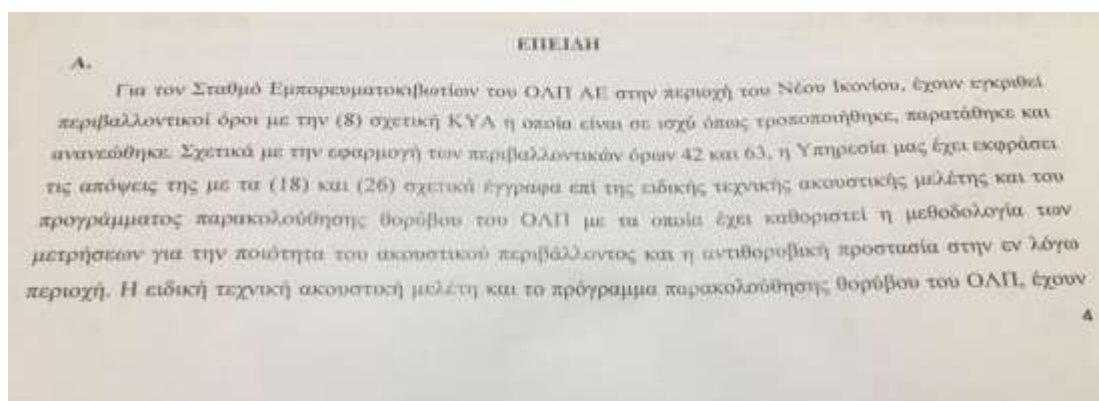 ΕΠΕΙΔΗ
Α.
Για τον Σταθμό Εμπορευματοκιβωτίων του ΟΛΠ ΑΕ στην περιοχή του Νέου Ικονίου, έχουν εγκριθεί
περιβαλλοντικοί όροι με την (8) σχετική ΚΥΑ η οποία είναι σε ισχύ όπως τροποποιήθηκε, παρατάθηκε και
ανανεώθηκε. Σχετικά με την εφαρμογή των περιβαλλοντικών όρων 42 και 63, η Υπηρεσία μας έχει εκφράσει
τις απόψεις της με τα (18) και (26) σχετικά έγγραφα επί της ειδικής τεχνικής ακουστικής μελέτης και του
προγράμματος παρακολούθησης θορύβου του ΟΛΠ με τα οποία έχει καθοριστεί η μεθοδολογία των
μετρήσεων για την ποιότητα του ακουστικού περιβάλλοντος και η αντιθορυβική προστασία στην εν λόγω
περιοχή. Η ειδική τεχνική ακουστική μελέτη και το πρόγραμμα παρακολούθησης θορύβου του ΟΛΠ, έχουν
4